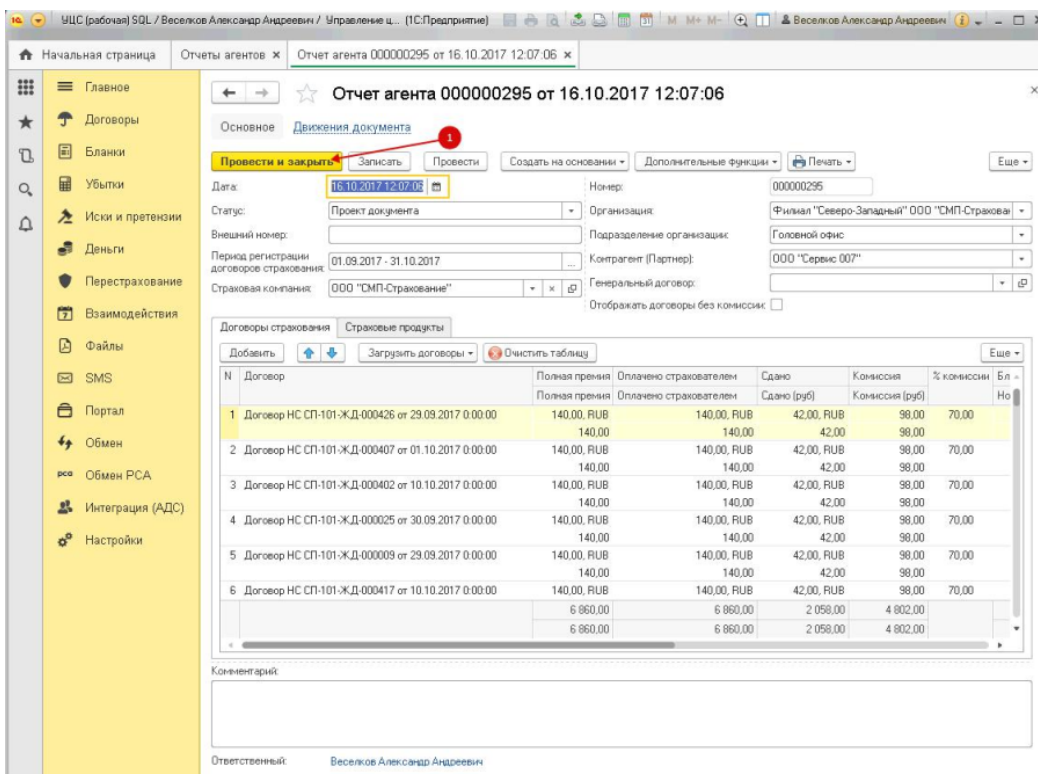 УЦС (рабочая) SQL / Веселков Александр Андреевич / Управление ц... (1С:Предприятие) M M+ M- Веселков Александр Андреевич
Начальная страница Отчеты агентов × Отчет агента 000000295 от 16.10.2017 12:07:06 ×
Главное
Договоры
Бланки
Убытки
Иски и претензии
Деньги
Перестрахование
Взаимодействия
Файлы
SMS
Портал
Обмен
РСА Обмен РСА
Интеграция (АДС)
Настройки
Отчет агента 000000295 от 16.10.2017 12:07:06
Основное Движения документа
1
Провести и закрыть Записать Провести Создать на основании Дополнительные функции Печать Еще
Дата: 16.10.2017 12:07:06 Номер: 000000295
Статус: Проект документа Организация: Филиал "Северо-Западный" ООО "СМП-Страхован
Внешний номер: Подразделение организации: Головной офис
Период регистрации договоров страхования: 01.09.2017 - 31.10.2017 ... Контрагент (Партнер): ООО "Сервис 007"
Страховая компания: ООО "СМП-Страхование" Генеральный договор:
Отображать договоры без комиссии:
Договоры страхования Страховые продукты
Добавить Загрузить договоры Очистить таблицу Еще
N Договор Полная премия Оплачено страхователем Сдано Комиссия % комиссии Бл
Полная премия Оплачено страхователем Сдано (руб) Комиссия (руб) Но
1 Договор НС СП-101-ЖД-000426 от 29.09.2017 0:00:00 140,00, RUB 140,00, RUB 42,00, RUB 98,00 70,00
140,00 140,00 42,00 98,00
2 Договор НС СП-101-ЖД-000407 от 01.10.2017 0:00:00 140,00, RUB 140,00, RUB 42,00, RUB 98,00 70,00
140,00 140,00 42,00 98,00
3 Договор НС СП-101-ЖД-000402 от 10.10.2017 0:00:00 140,00, RUB 140,00, RUB 42,00, RUB 98,00 70,00
140,00 140,00 42,00 98,00
4 Договор НС СП-101-ЖД-000025 от 30.09.2017 0:00:00 140,00, RUB 140,00, RUB 42,00, RUB 98,00 70,00
140,00 140,00 42,00 98,00
5 Договор НС СП-101-ЖД-000009 от 29.09.2017 0:00:00 140,00, RUB 140,00, RUB 42,00, RUB 98,00 70,00
140,00 140,00 42,00 98,00
6 Договор НС СП-101-ЖД-000417 от 10.10.2017 0:00:00 140,00, RUB 140,00, RUB 42,00, RUB 98,00 70,00
6 860,00 6 860,00 2 058,00 4 802,00
6 860,00 6 860,00 2 058,00 4 802,00
Комментарий:
Ответственный: Веселков Александр Андреевич